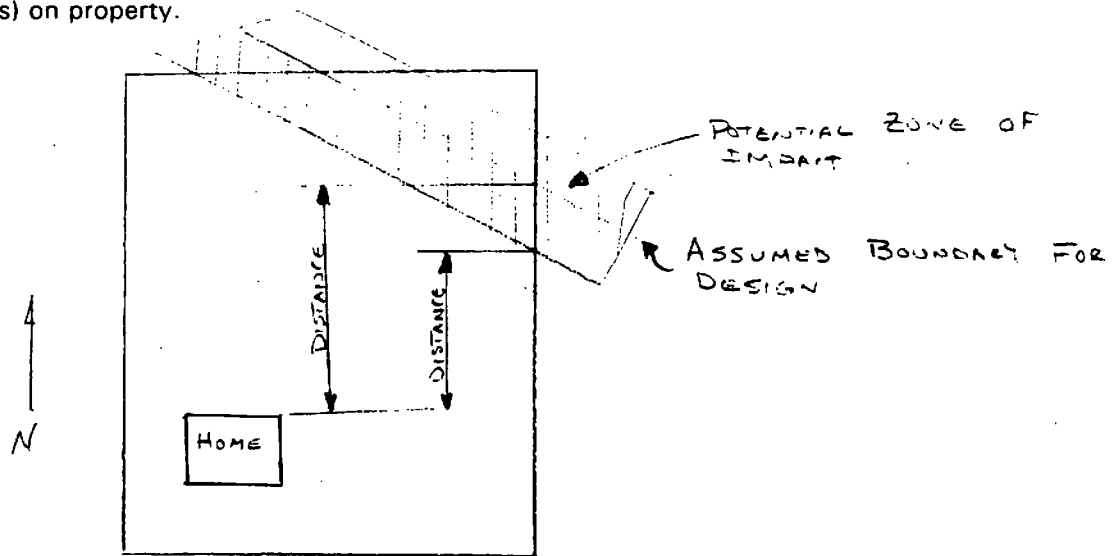 s) on property.
POTENTIAL ZONE OF
IMPACT
ASSUMED BOUNDARY FOR
DESIGN
DISTANCE
DISTANCE
HOME
N